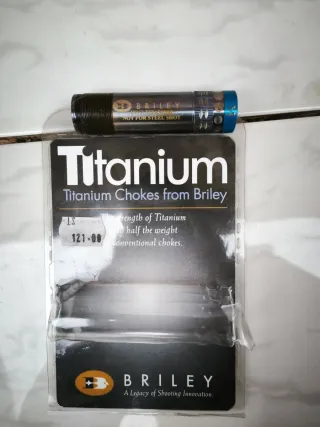 BRILEY
NOT FOR STEEL SHOT
Titanium
Titanium Chokes from Briley
strength of Titanium
half the weight
conventional chokes.
121-00
BRILEY
A Legacy of Shooting Innovation.